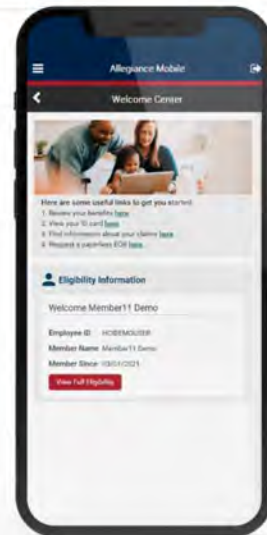 Allegiance Mobile
Welcome Center
Here are some useful links to get you started:
1. Review your benefits here
2. View your ID card here
3. Find information about your claims here
4. Request a paperless EOB here
Eligibility Information
Welcome Member11 Demo
Employee ID
Member Name Member11 Demo
Member Since
View Full Eligibility